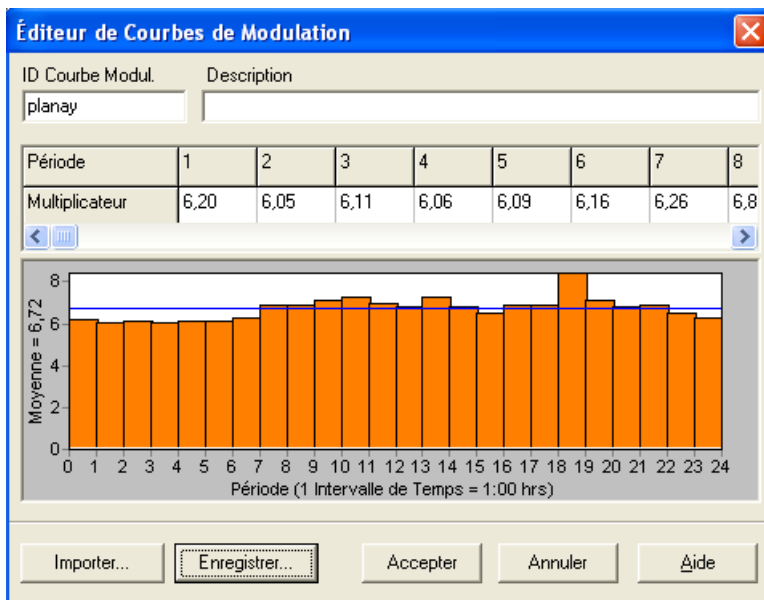 Éditeur de Courbes de Modulation
ID Courbe Modul. Description
planay
Période 1 2 3 4 5 6 7 8
Multiplicateur 6,20 6,05 6,11 6,06 6,09 6,16 6,26 6,8
Moyenne = 6,72
8
6
4
2
0
0 1 2 3 4 5 6 7 8 9 10 11 12 13 14 15 16 17 18 19 20 21 22 23 24
Période (1 Intervalle de Temps = 1:00 hrs)
Importer... Enregistrer... Accepter Annuler Aide